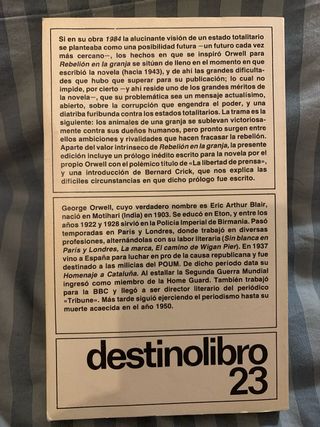 Si en su obra 1984 la alucinante visión de un estado totalitario
se planteaba como una posibilidad futura —un futuro cada vez
más cercano—, los hechos en que se inspiró Orwell para
Rebelión en la granja se sitúan de lleno en el momento en que
escribió la novela (hacia 1943), y de ahí las grandes dificulta-
des que hubo que superar para su publicación; lo cual no
impide, por cierto —y ahí reside uno de los grandes méritos de
la novela—, que su problemática sea un mensaje actualísimo,
abierto, sobre la corrupción que engendra el poder, y una
diatriba furibunda contra los estados totalitarios. La trama es la
siguiente: los animales de una granja se sublevan victoriosa-
mente contra sus dueños humanos, pero pronto surgen entre
ellos ambiciones y rivalidades que hacen fracasar la rebelión.
Aparte del valor intrínseco de Rebelión en la granja, la presente
edición incluye un prólogo inédito escrito para la novela por el
propio Orwell con el polémico título de «La libertad de prensa»,
y una introducción de Bernard Crick, que nos explica las
difíciles circunstancias en que dicho prólogo fue escrito.
George Orwell, cuyo verdadero nombre es Eric Arthur Blair,
nació en Motihari (India) en 1903. Se educó en Eton, y entre los
años 1922 y 1928 sirvió en la Policía Imperial de Birmania. Pasó
temporadas en París y Londres, donde trabajó en diversas
profesiones, alternándolas con su labor literaria (Sin blanca en
París y Londres, La marca, El camino de Wigan Pier). En 1937
vino a España para luchar en pro de la causa republicana y fue
destinado a las milicias del POUM. De dicho período data su
Homenaje a Cataluña. Al estallar la Segunda Guerra Mundial
ingresó como miembro de la Home Guard. También trabajó
para la BBC y llegó a ser director literario del periódico
«Tribune». Más tarde siguió ejerciendo el periodismo hasta su
muerte acaecida en el año 1950.
destinolibro
23